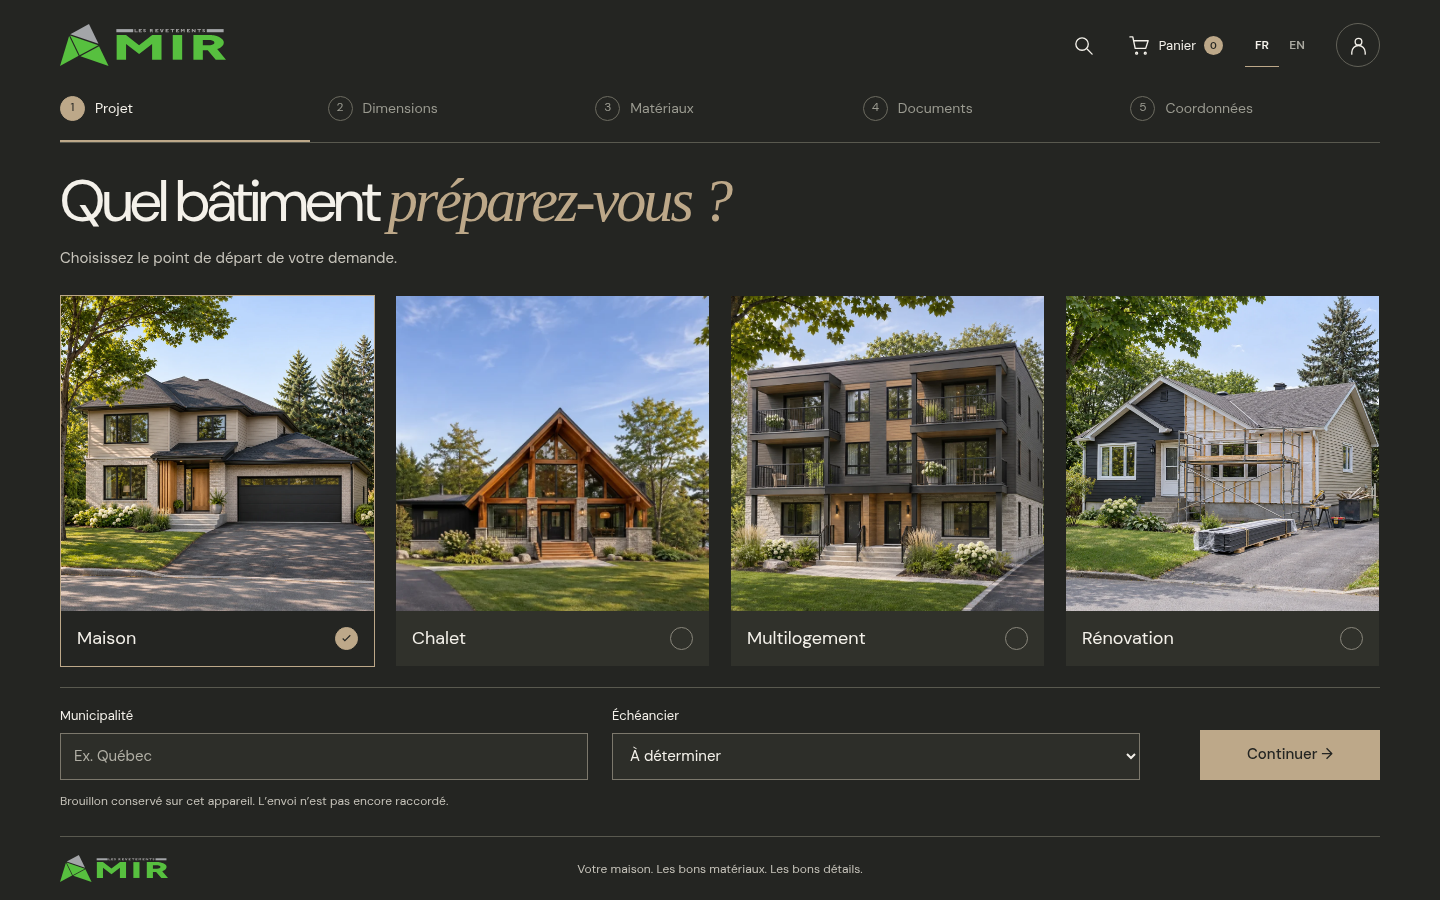 LES REVÊTEMENTS
MIR
Panier 0
FR EN
1 Projet
2 Dimensions
3 Matériaux
4 Documents
5 Coordonnées
Quel bâtiment préparez-vous ?
Choisissez le point de départ de votre demande.
Maison
Chalet
Multilogement
Rénovation
Municipalité
Échéancier
Ex. Québec
À déterminer
Continuer →
Brouillon conservé sur cet appareil. L’envoi n’est pas encore raccordé.
LES REVÊTEMENTS
MIR
Votre maison. Les bons matériaux. Les bons détails.